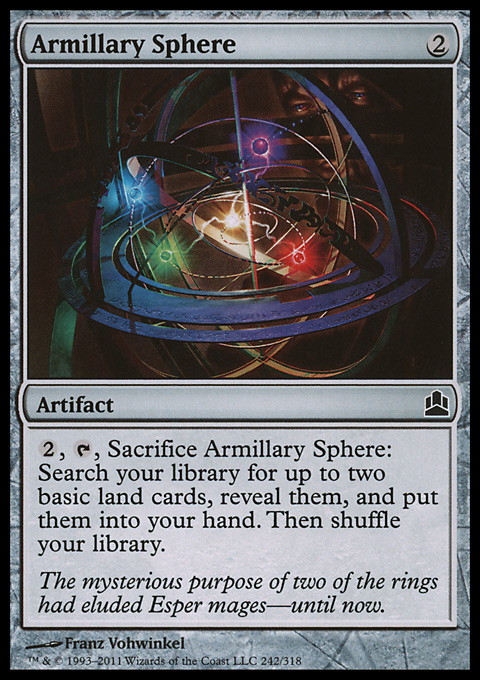 Armillary Sphere 2
Artifact
2, , Sacrifice Armillary Sphere:
Search your library for up to two
basic land cards, reveal them, and put
them into your hand. Then shuffle
your library.
The mysterious purpose of two of the rings
had eluded Esper mages—until now.
Franz Vohwinkel
™ & © 1993–2011 Wizards of the Coast LLC 242/318